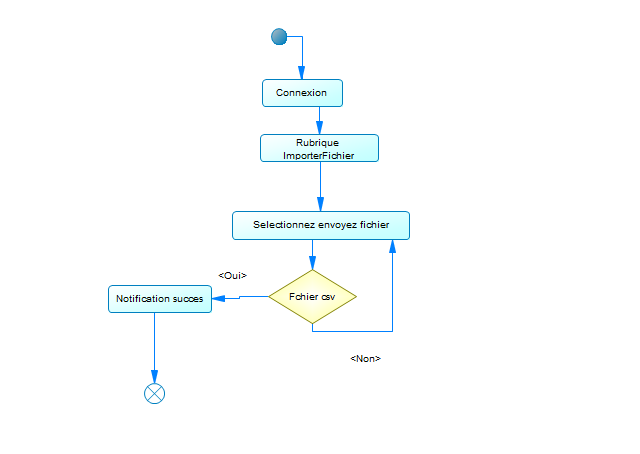 Connexion
Rubrique
ImporterFichier
Selectionnez envoyez fichier
<Oui>
Fchier csv
Notification succes
<Non>